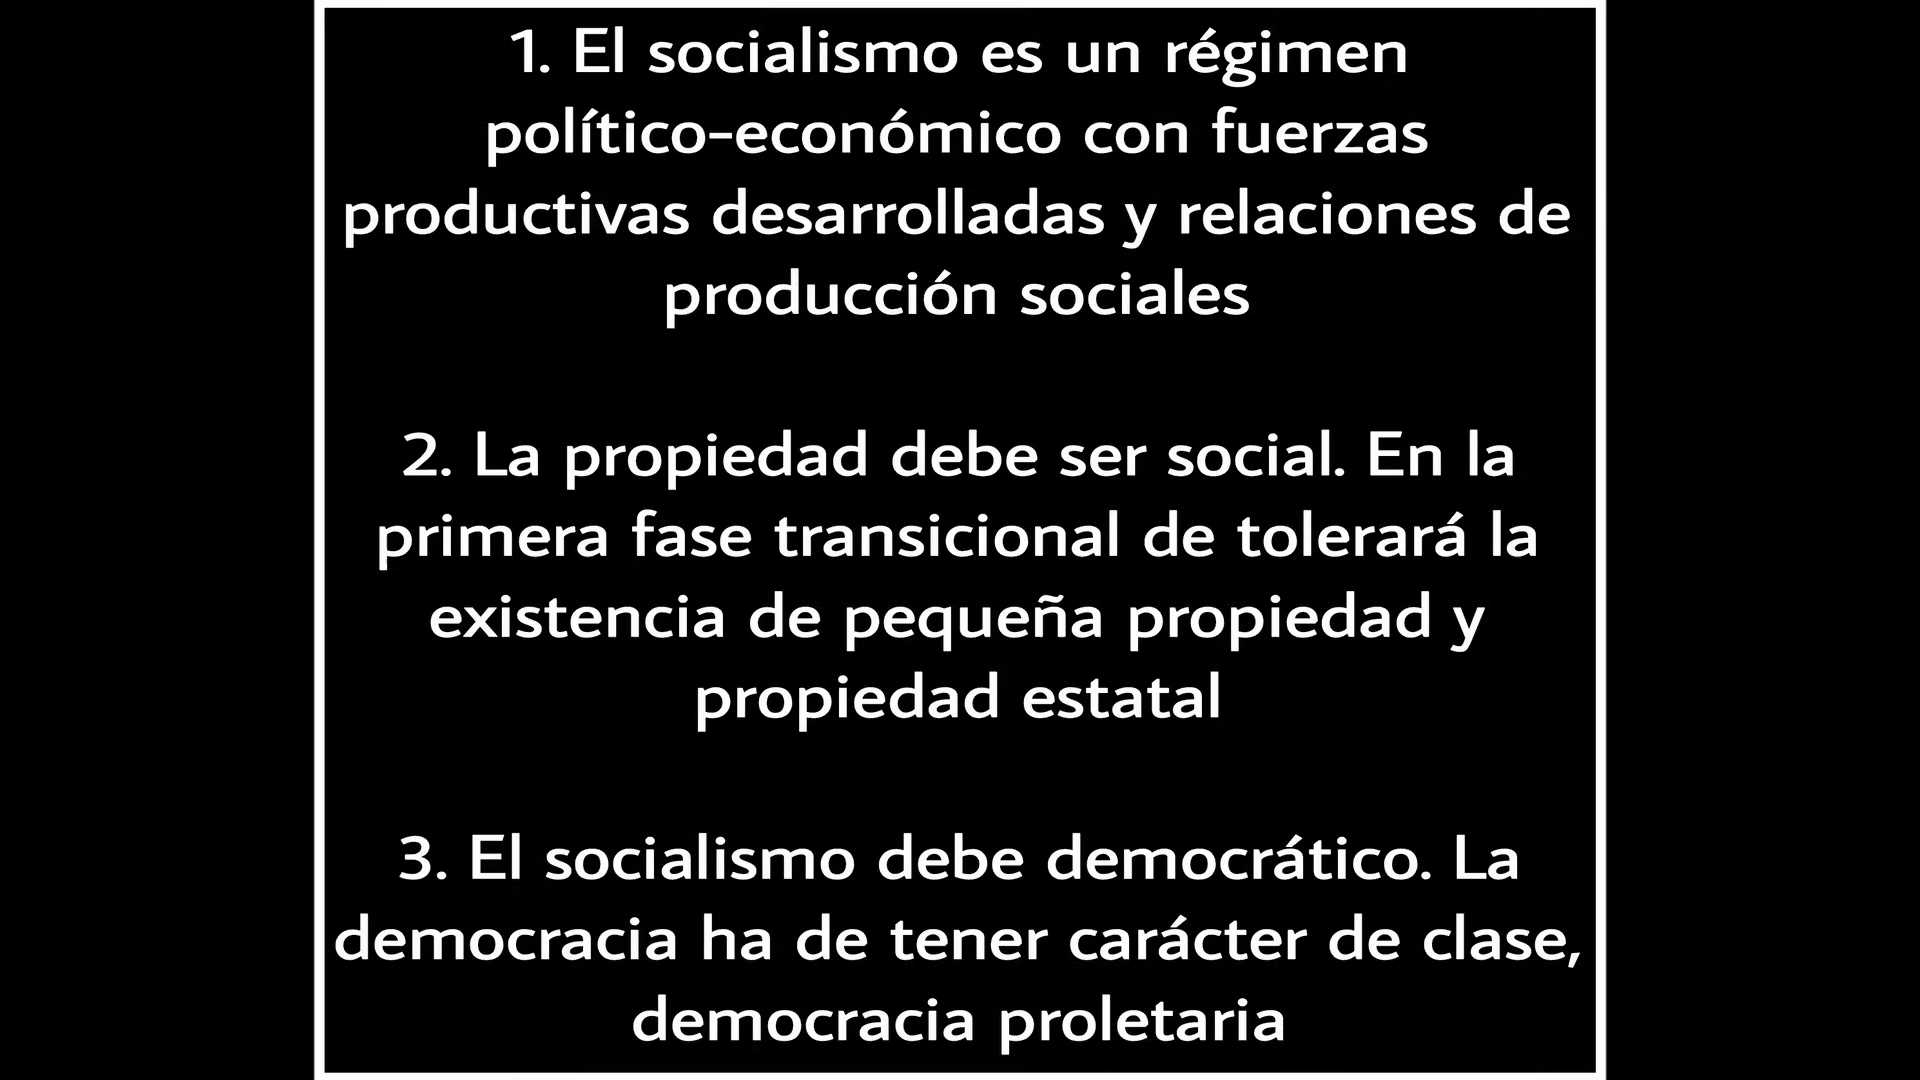 1. El socialismo es un régimen
político-económico con fuerzas
productivas desarrolladas y relaciones de
producción sociales
2. La propiedad debe ser social. En la
primera fase transicional de tolerará la
existencia de pequeña propiedad y
propiedad estatal
3. El socialismo debe democrático. La
democracia ha de tener carácter de clase,
democracia proletaria